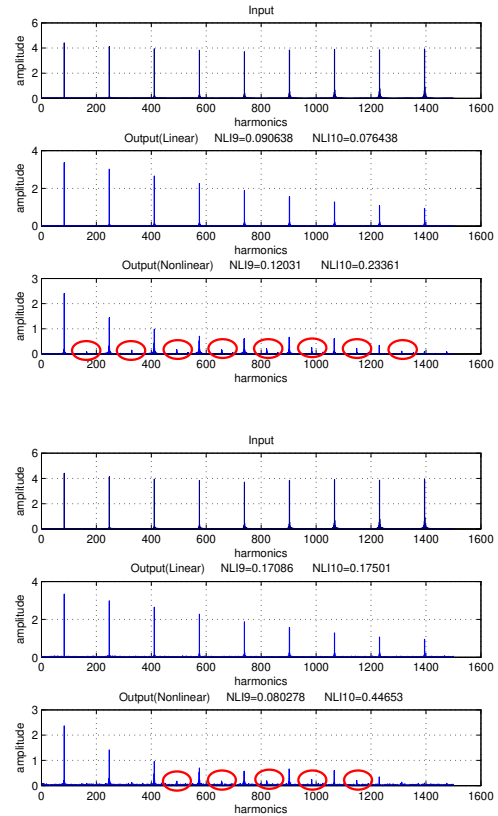 Input
6
4
2
0
amplitude
0 200 400 600 800 1000 1200 1400 1600
harmonics
Output(Linear) NLI9=0.090638 NLI10=0.076438
4
2
0
amplitude
0 200 400 600 800 1000 1200 1400 1600
harmonics
Output(Nonlinear) NLI9=0.12031 NLI10=0.23361
3
2
1
0
amplitude
0 200 400 600 800 1000 1200 1400 1600
harmonics
Input
6
4
2
0
amplitude
0 200 400 600 800 1000 1200 1400 1600
harmonics
Output(Linear) NLI9=0.17086 NLI10=0.17501
4
2
0
amplitude
0 200 400 600 800 1000 1200 1400 1600
harmonics
Output(Nonlinear) NLI9=0.080278 NLI10=0.44653
3
2
1
0
amplitude
0 200 400 600 800 1000 1200 1400 1600
harmonics